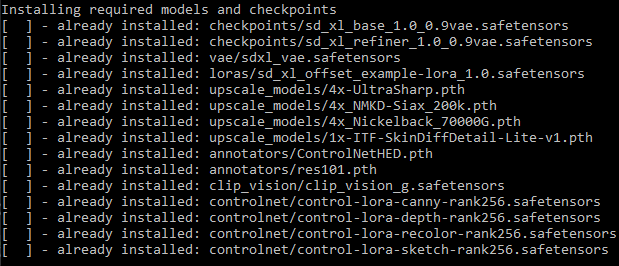 Installing required models and checkpoints
[  ] - already installed: checkpoints/sd_xl_base_1.0_0.9vae.safetensors
[  ] - already installed: checkpoints/sd_xl_refiner_1.0_0.9vae.safetensors
[  ] - already installed: vae/sdxl_vae.safetensors
[  ] - already installed: loras/sd_xl_offset_example-lora_1.0.safetensors
[  ] - already installed: upscale_models/4x-UltraSharp.pth
[  ] - already installed: upscale_models/4x_NMKD-Siax_200k.pth
[  ] - already installed: upscale_models/4x_Nickelback_70000G.pth
[  ] - already installed: upscale_models/1x-ITF-SkinDiffDetail-Lite-v1.pth
[  ] - already installed: annotators/ControlNetHED.pth
[  ] - already installed: annotators/res101.pth
[  ] - already installed: clip_vision/clip_vision_g.safetensors
[  ] - already installed: controlnet/control-lora-canny-rank256.safetensors
[  ] - already installed: controlnet/control-lora-depth-rank256.safetensors
[  ] - already installed: controlnet/control-lora-recolor-rank256.safetensors
[  ] - already installed: controlnet/control-lora-sketch-rank256.safetensors